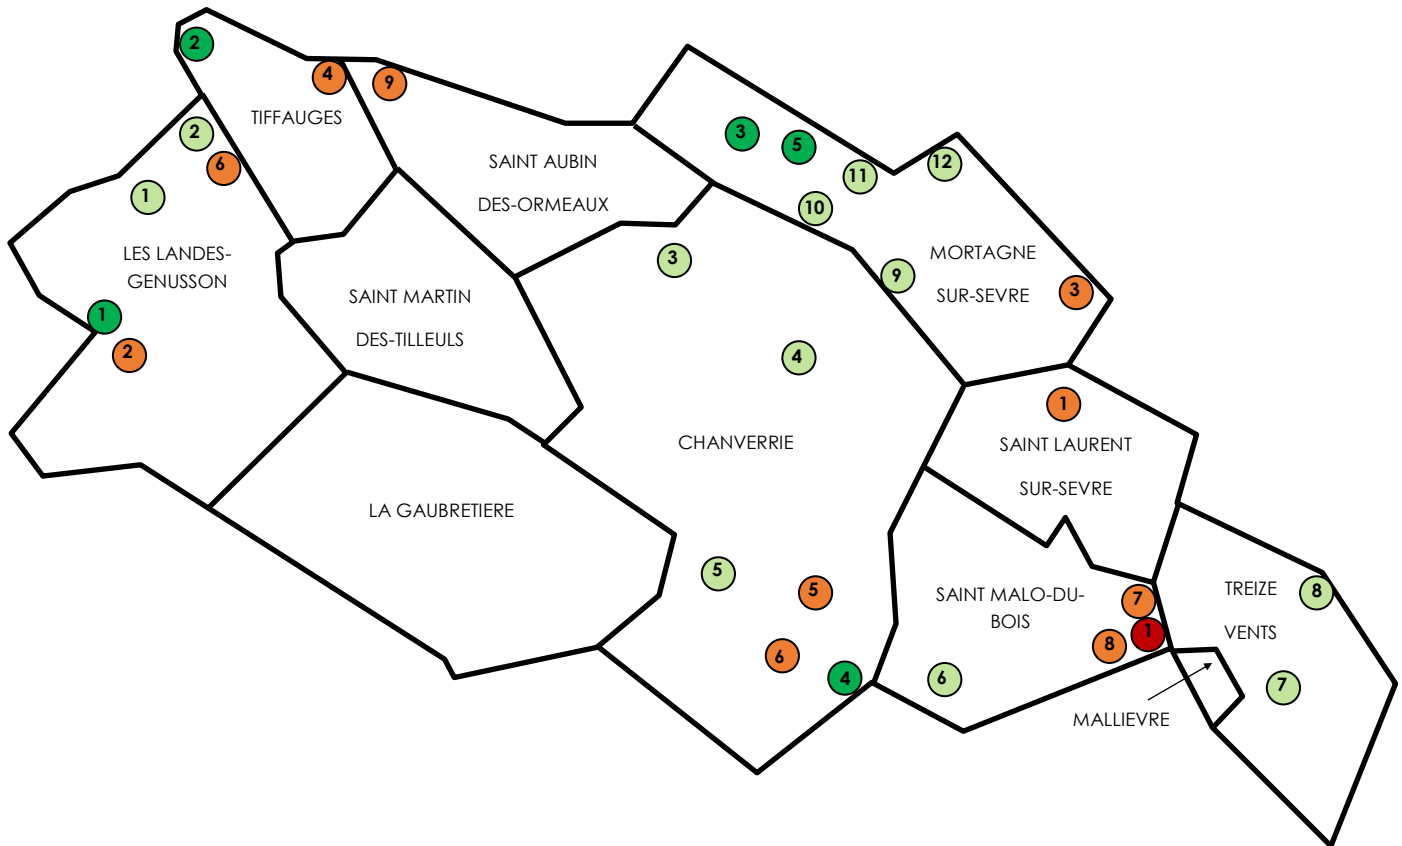 2
4
9
TIFFAUGES
2
6
1
LES LANDES-
GENUSSON
1
2
SAINT AUBIN
DES-ORMEAUX
SAINT MARTIN
DES-TILLEULS
3
5
11
12
10
MORTAGNE
SUR-SEVRE
9
3
3
4
CHANVERRIE
1
SAINT LAURENT
SUR-SEVRE
LA GAUBRETIERE
5
5
6
4
SAINT MALO-DU-
BOIS
7
1
8
6
TREIZE
VENTS
8
7
MALLIEVRE